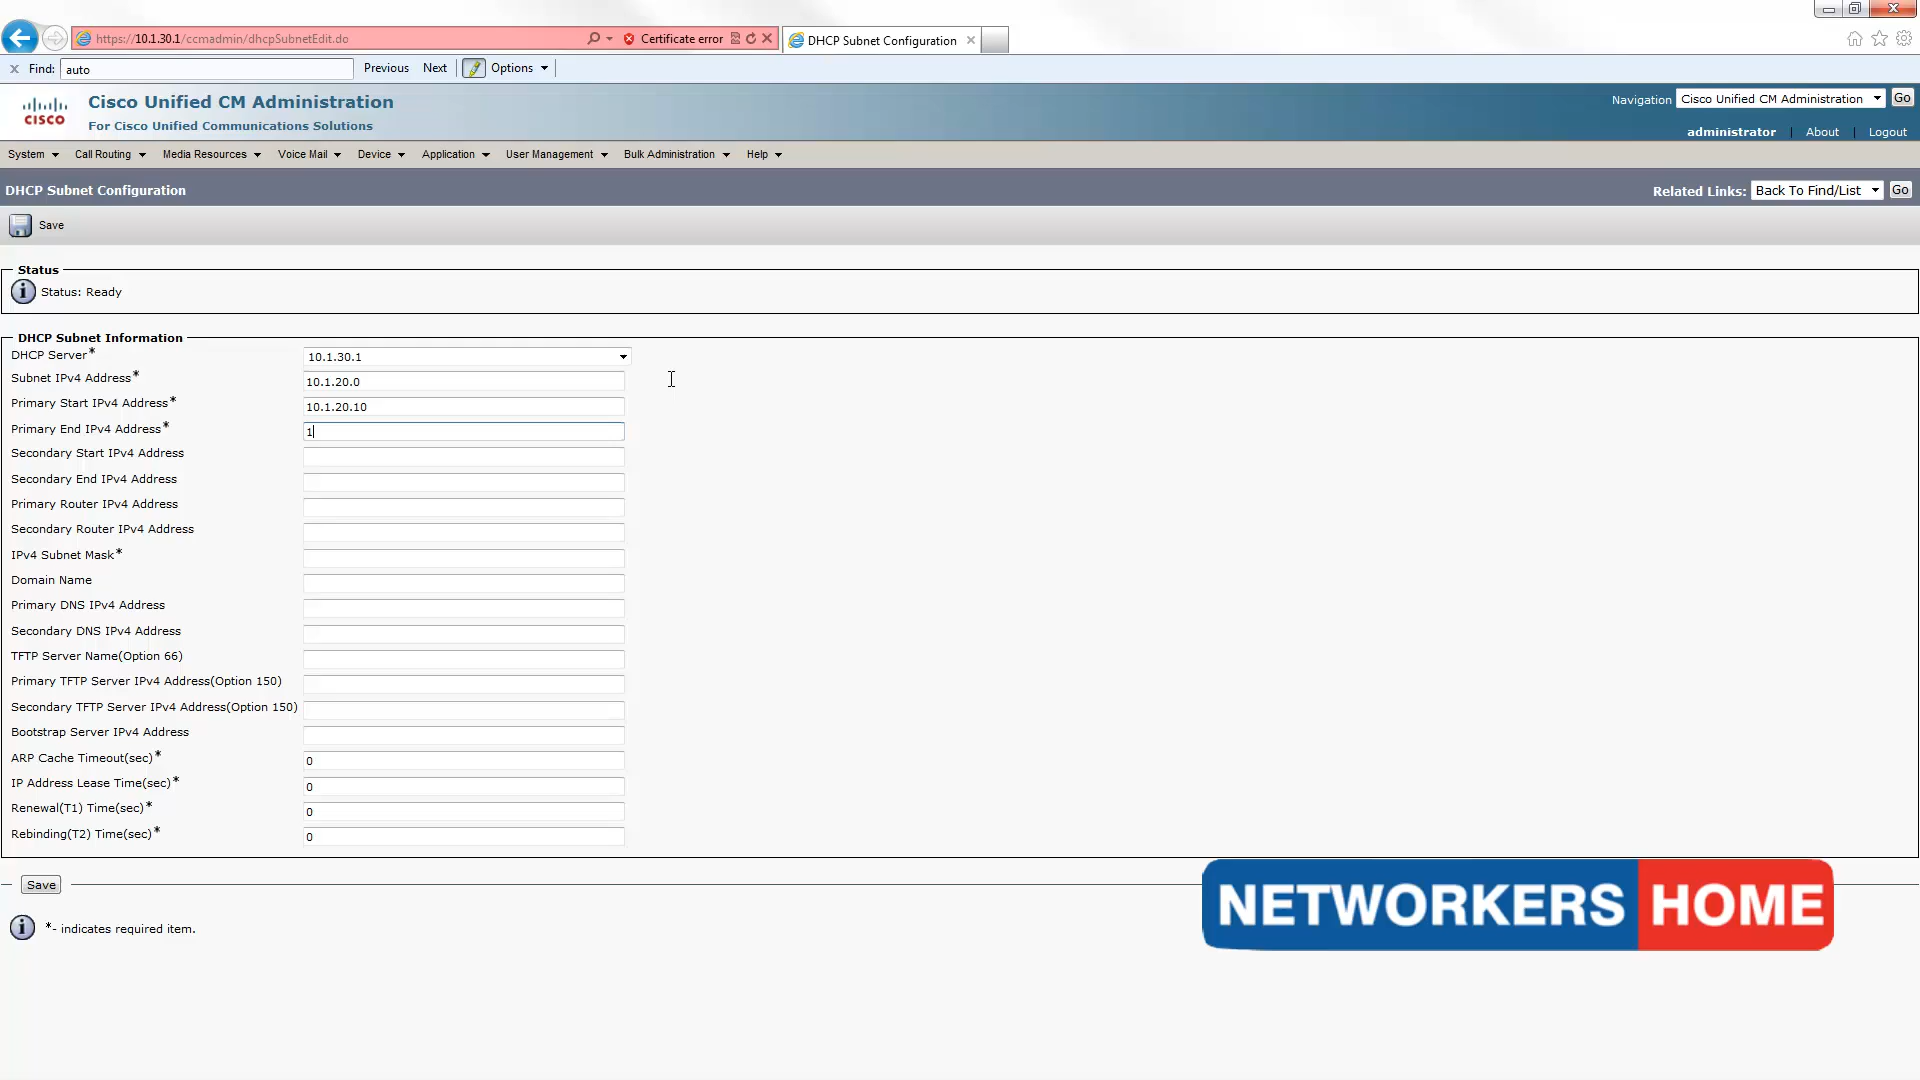 https://10.1.30.1/ccmadmin/dhcpSubnetEdit.do Certificate error DHCP Subnet Configuration
x Find: auto Previous Next Options
CISCO
Cisco Unified CM Administration
For Cisco Unified Communications Solutions
Navigation Cisco Unified CM Administration Go
administrator About Logout
System Call Routing Media Resources Voice Mail Device Application User Management Bulk Administration Help
DHCP Subnet Configuration
Related Links: Back To Find/List Go
Save
Status
Status: Ready
DHCP Subnet Information
DHCP Server* 10.1.30.1
Subnet IPv4 Address* 10.1.20.0
Primary Start IPv4 Address* 10.1.20.10
Primary End IPv4 Address* 1
Secondary Start IPv4 Address
Secondary End IPv4 Address
Primary Router IPv4 Address
Secondary Router IPv4 Address
IPv4 Subnet Mask*
Domain Name
Primary DNS IPv4 Address
Secondary DNS IPv4 Address
TFTP Server Name(Option 66)
Primary TFTP Server IPv4 Address(Option 150)
Secondary TFTP Server IPv4 Address(Option 150)
Bootstrap Server IPv4 Address
ARP Cache Timeout(sec)* 0
IP Address Lease Time(sec)* 0
Renewal(T1) Time(sec)* 0
Rebinding(T2) Time(sec)* 0
Save
*- indicates required item.
NETWORKERS HOME